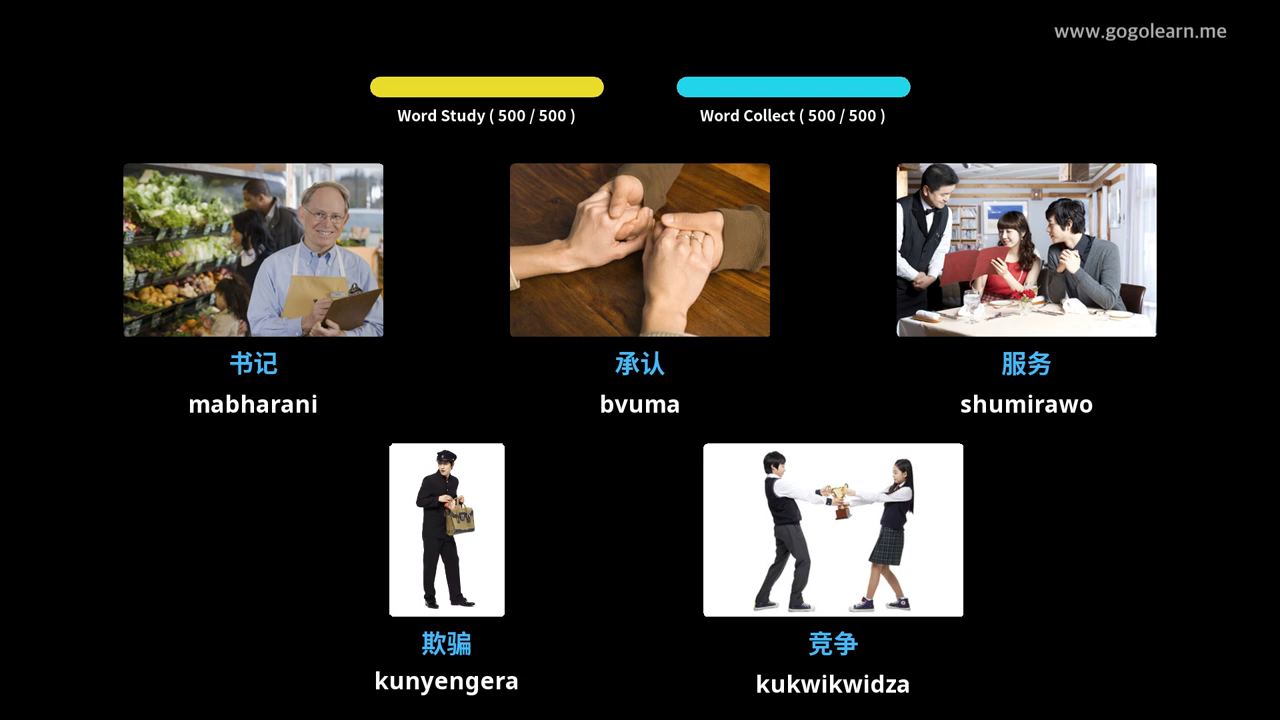 www.gogolearn.me
Word Study ( 500 / 500 )
Word Collect ( 500 / 500 )
书记
mabharani
承认
bvuma
服务
shumirawo
欺骗
kunyengera
竞争
kukwikwidza